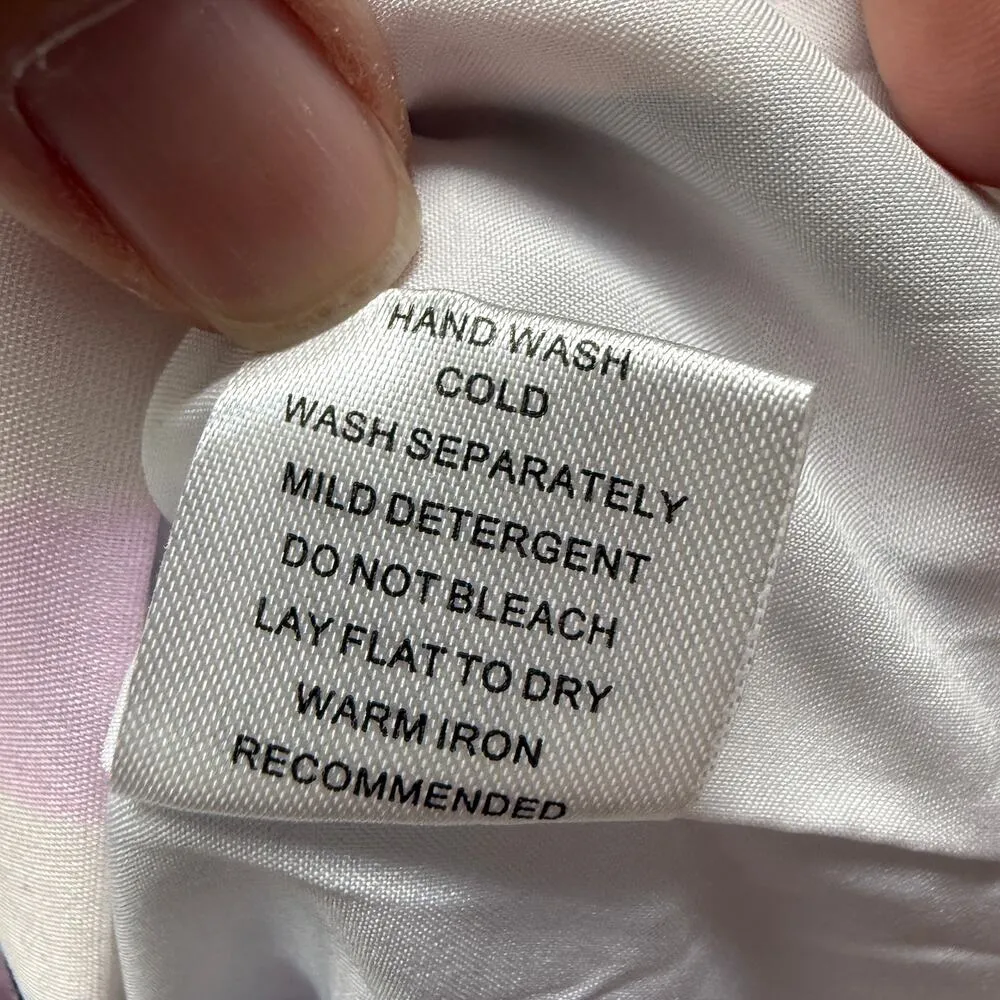 HAND WASH
COLD
WASH SEPARATELY
MILD DETERGENT
DO NOT BLEACH
LAY FLAT TO DRY
WARM IRON
RECOMMENDED